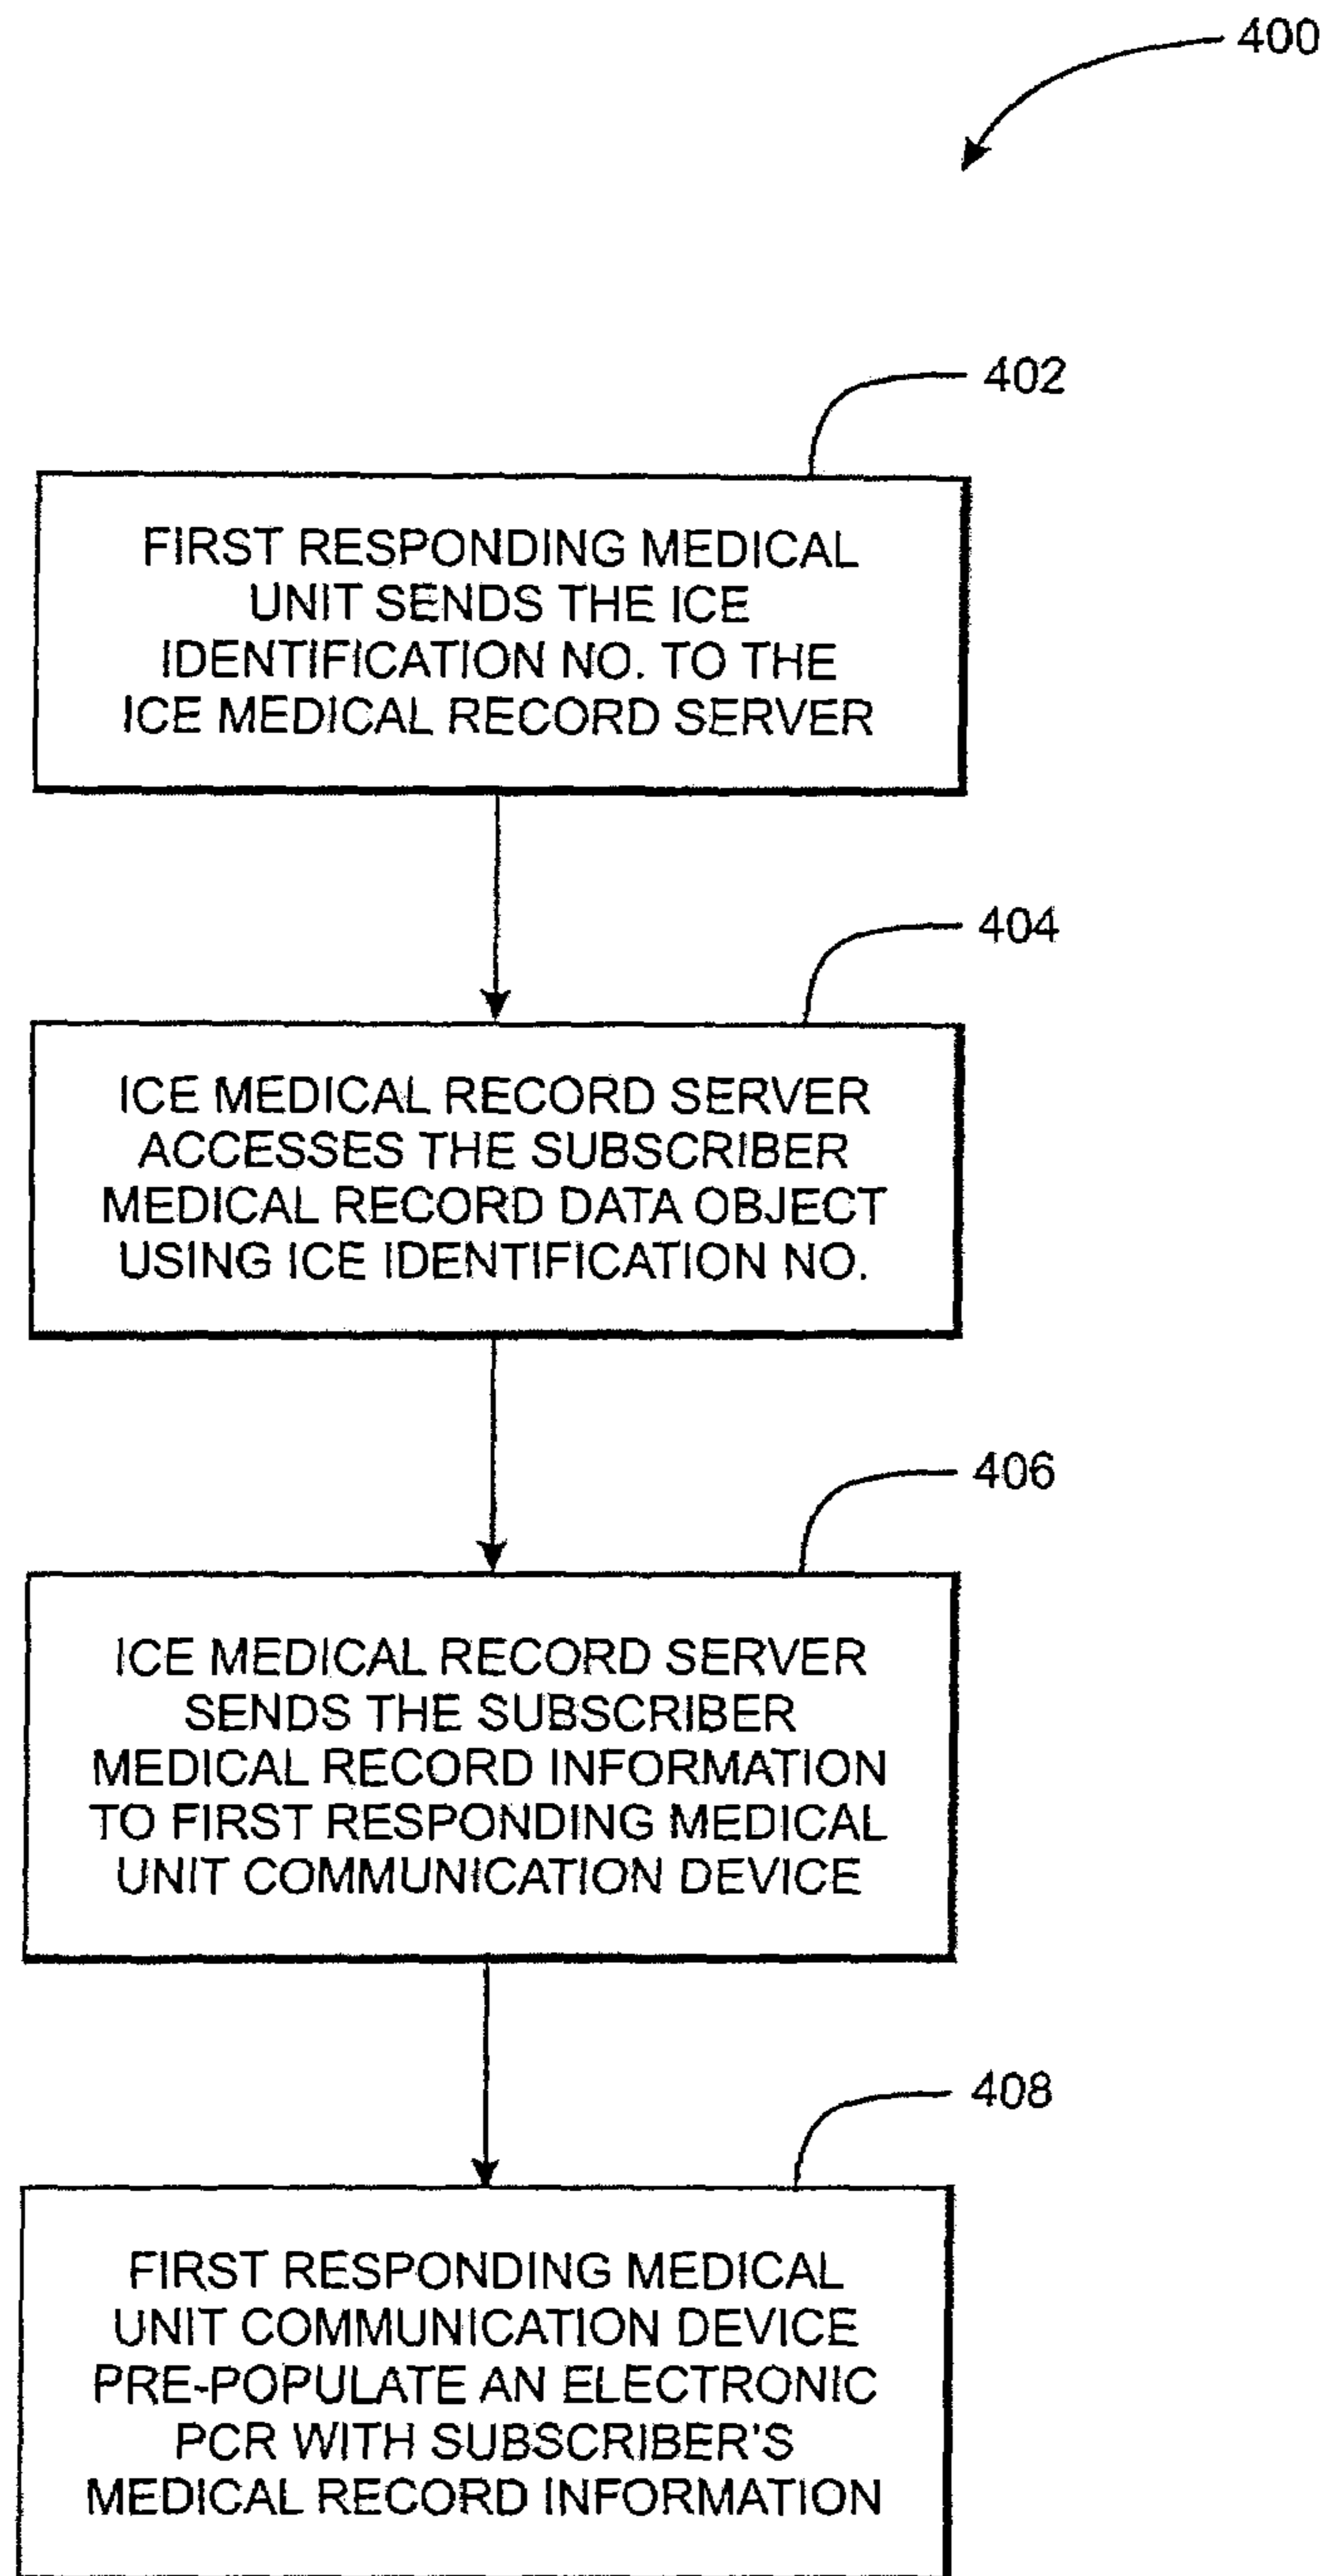 400
402
FIRST RESPONDING MEDICAL
UNIT SENDS THE ICE
IDENTIFICATION NO. TO THE
ICE MEDICAL RECORD SERVER
404
ICE MEDICAL RECORD SERVER
ACCESSES THE SUBSCRIBER
MEDICAL RECORD DATA OBJECT
USING ICE IDENTIFICATION NO.
406
ICE MEDICAL RECORD SERVER
SENDS THE SUBSCRIBER
MEDICAL RECORD INFORMATION
TO FIRST RESPONDING MEDICAL
UNIT COMMUNICATION DEVICE
408
FIRST RESPONDING MEDICAL
UNIT COMMUNICATION DEVICE
PRE-POPULATE AN ELECTRONIC
PCR WITH SUBSCRIBER'S
MEDICAL RECORD INFORMATION